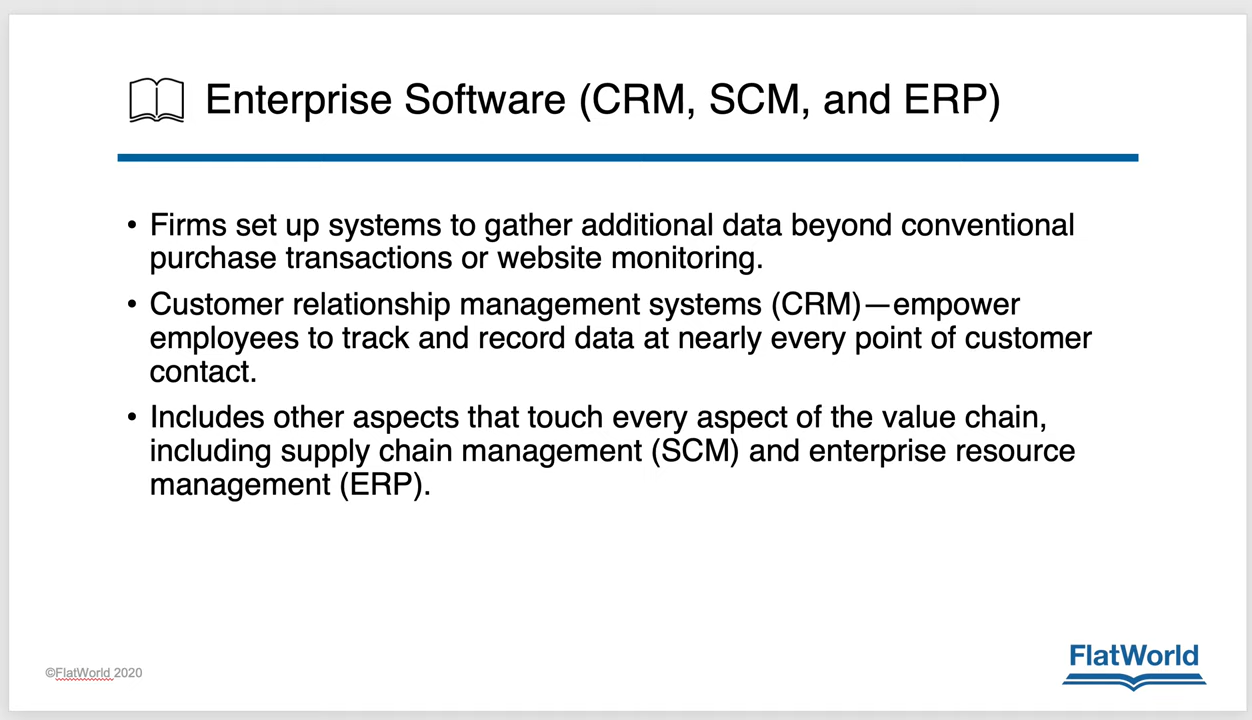 Enterprise Software (CRM, SCM, and ERP)
• Firms set up systems to gather additional data beyond conventional
purchase transactions or website monitoring.
• Customer relationship management systems (CRM)—empower
employees to track and record data at nearly every point of customer
contact.
• Includes other aspects that touch every aspect of the value chain,
including supply chain management (SCM) and enterprise resource
management (ERP).
©FlatWorld 2020
FlatWorld